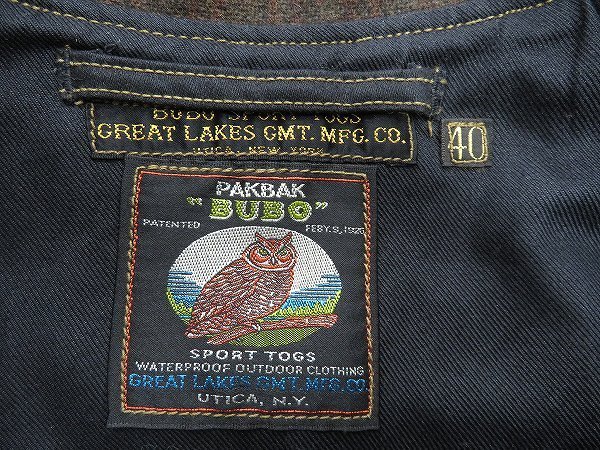 BUBO SPORT TOGS
GREAT LAKES GMT. MFG. CO.
UTICA, NEW YORK
40
PAKBAK
"BUBO"
PATENTED FEBY. 9, 1926
SPORT TOGS
WATERPROOF OUTDOOR CLOTHING
GREAT LAKES GMT. MFG. CO.
UTICA, N.Y.